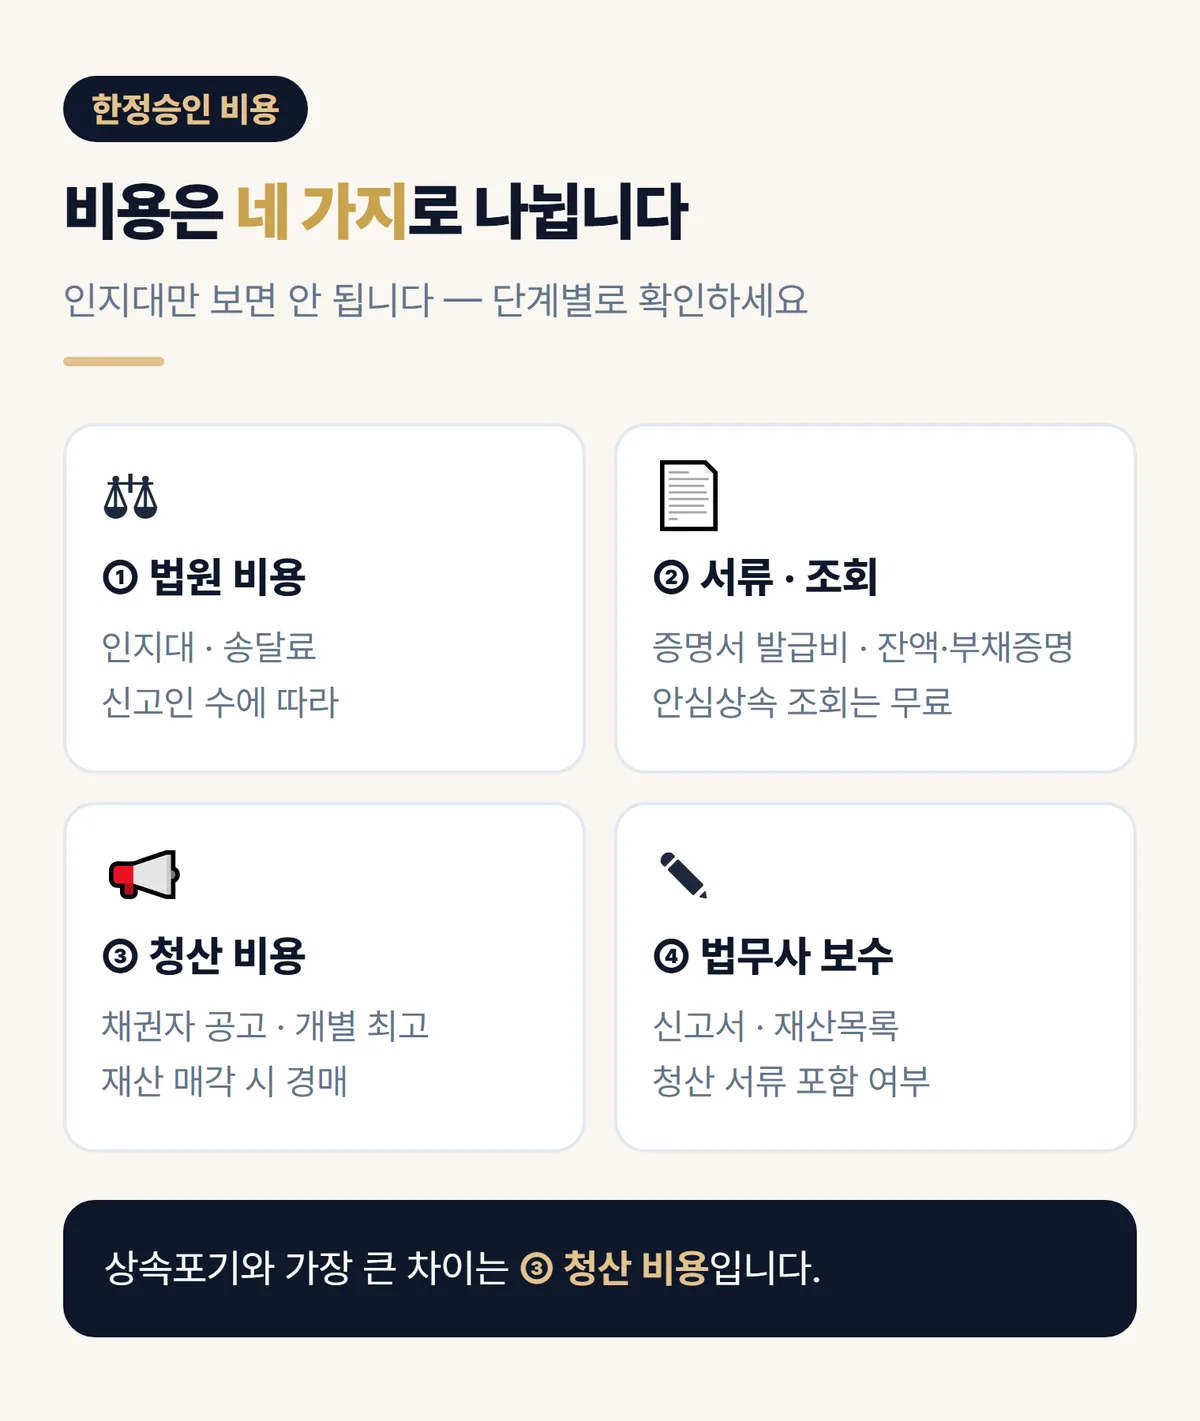 한정승인 비용
비용은 네 가지로 나뉩니다
인지대만 보면 안 됩니다 — 단계별로 확인하세요
① 법원 비용
인지대 · 송달료
신고인 수에 따라
② 서류 · 조회
증명서 발급비 · 잔액·부채증명
안심상속 조회는 무료
③ 청산 비용
채권자 공고 · 개별 최고
재산 매각 시 경매
④ 법무사 보수
신고서 · 재산목록
청산 서류 포함 여부
상속포기와 가장 큰 차이는 ③ 청산 비용입니다.